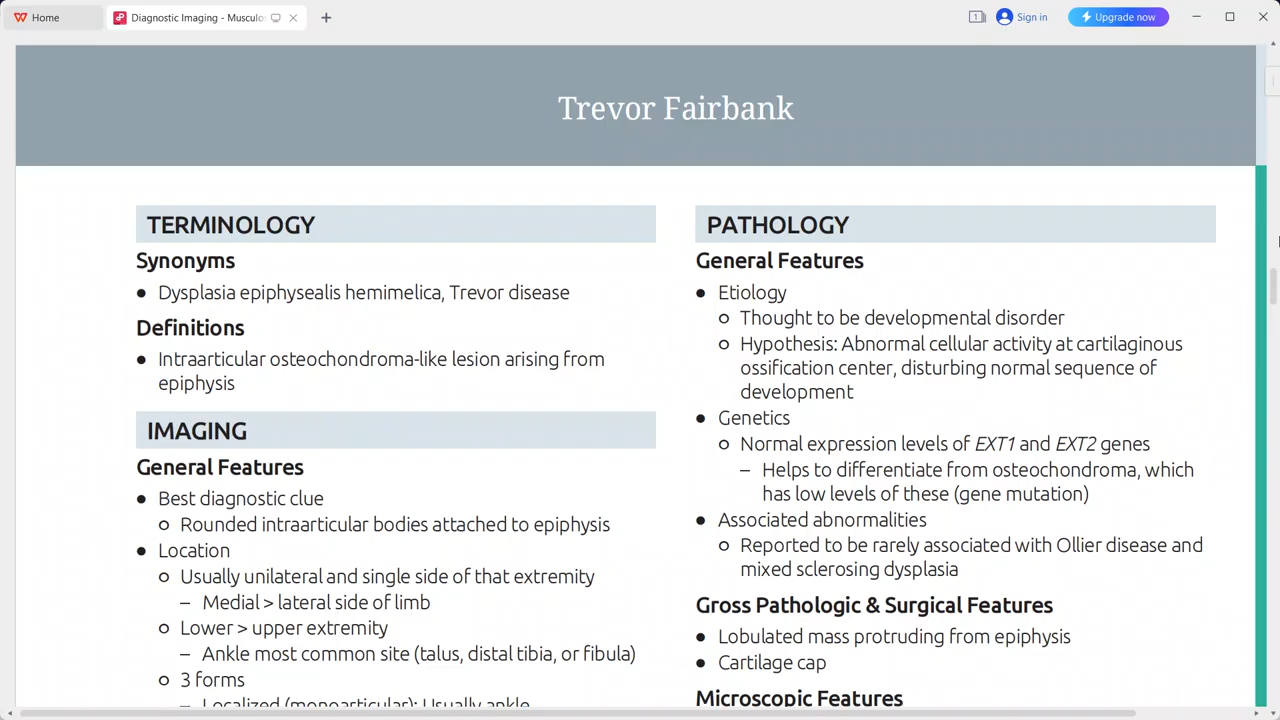 Home
Diagnostic Imaging - Musculos
1
Sign in
Upgrade now
Trevor Fairbank
TERMINOLOGY
Synonyms
● Dysplasia epiphysealis hemimelica, Trevor disease
Definitions
● Intraarticular osteochondroma-like lesion arising from
epiphysis
IMAGING
General Features
● Best diagnostic clue
○ Rounded intraarticular bodies attached to epiphysis
● Location
○ Usually unilateral and single side of that extremity
– Medial > lateral side of limb
○ Lower > upper extremity
– Ankle most common site (talus, distal tibia, or fibula)
○ 3 forms
– Localized (monoarticular): Usually ankle
PATHOLOGY
General Features
● Etiology
○ Thought to be developmental disorder
○ Hypothesis: Abnormal cellular activity at cartilaginous
ossification center, disturbing normal sequence of
development
● Genetics
○ Normal expression levels of EXT1 and EXT2 genes
– Helps to differentiate from osteochondroma, which
has low levels of these (gene mutation)
● Associated abnormalities
○ Reported to be rarely associated with Ollier disease and
mixed sclerosing dysplasia
Gross Pathologic & Surgical Features
● Lobulated mass protruding from epiphysis
● Cartilage cap
Microscopic Features